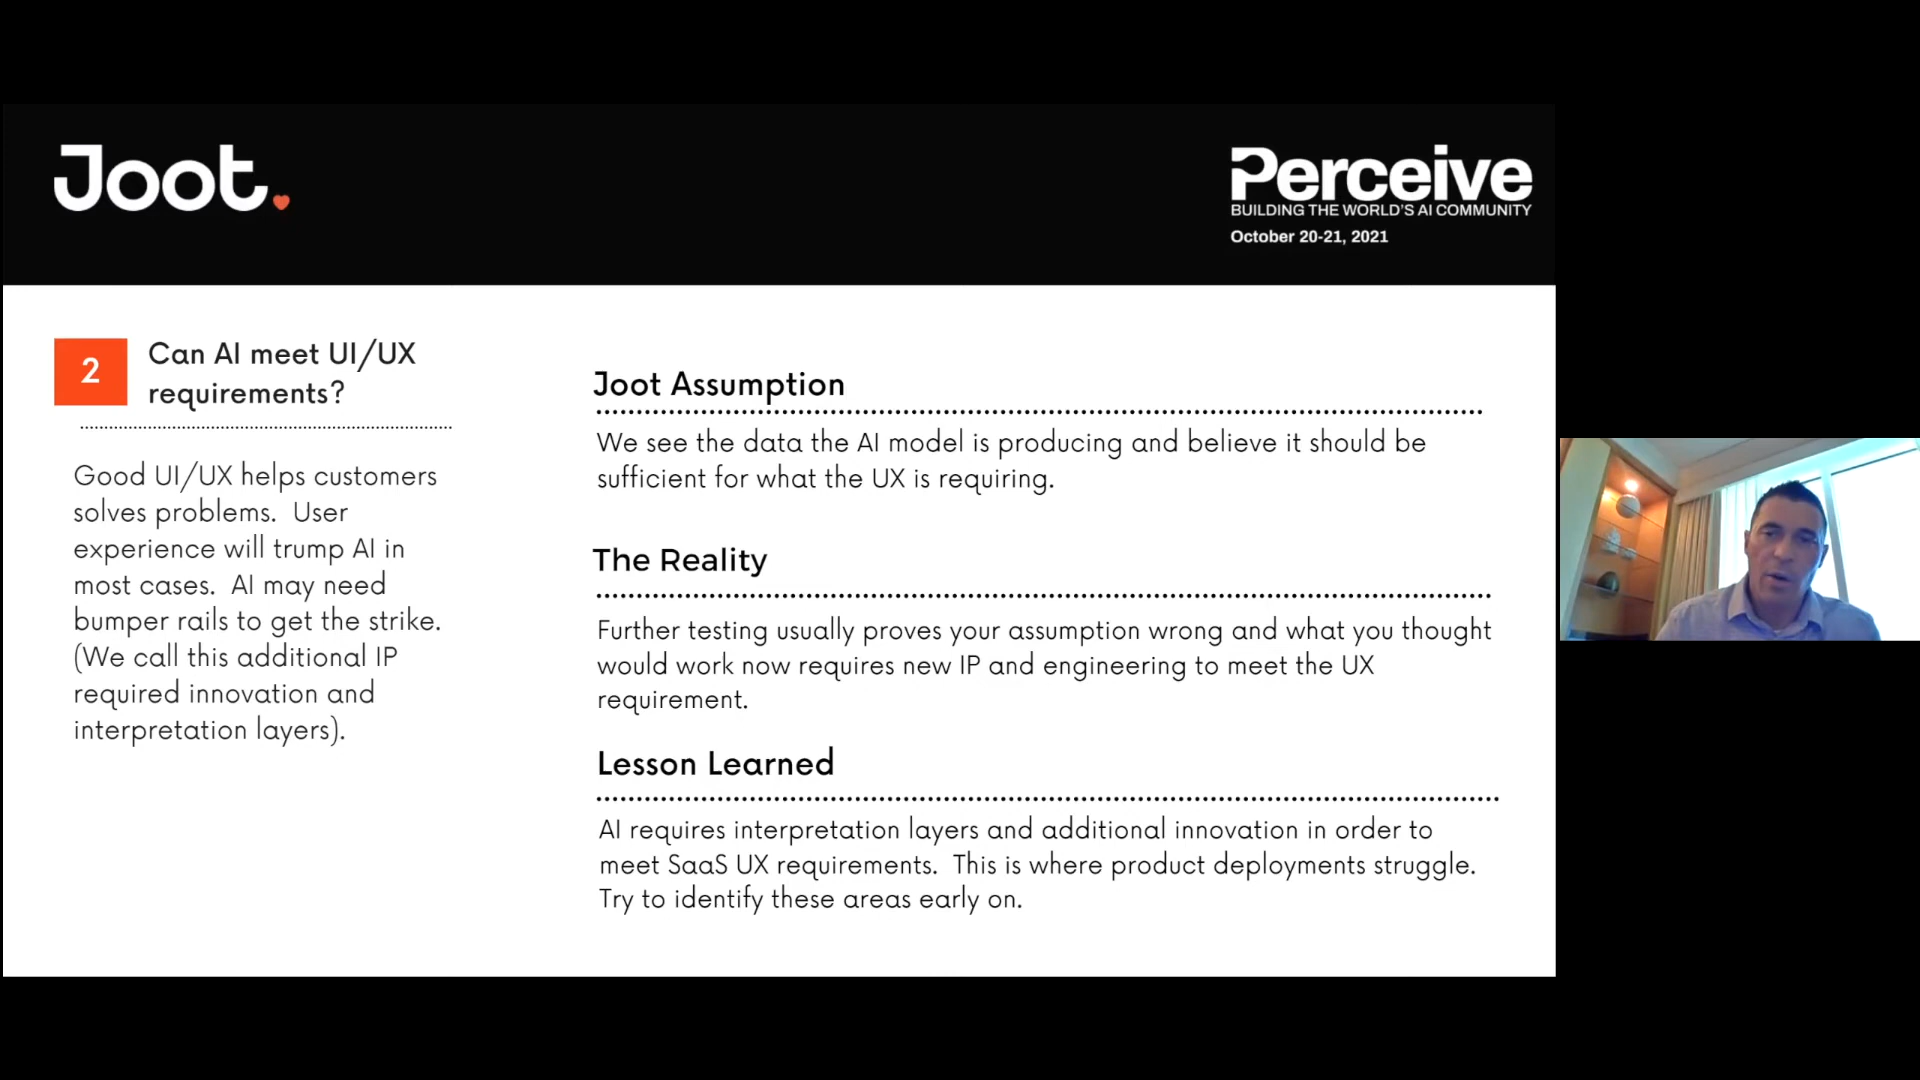 Joot.
Perceive
BUILDING THE WORLD'S AI COMMUNITY
October 20-21, 2021
2
Can AI meet UI/UX
requirements?
Good UI/UX helps customers
solves problems.  User
experience will trump AI in
most cases.  AI may need
bumper rails to get the strike.
(We call this additional IP
required innovation and
interpretation layers).
Joot Assumption
We see the data the AI model is producing and believe it should be
sufficient for what the UX is requiring.
The Reality
Further testing usually proves your assumption wrong and what you thought
would work now requires new IP and engineering to meet the UX
requirement.
Lesson Learned
AI requires interpretation layers and additional innovation in order to
meet SaaS UX requirements.  This is where product deployments struggle.
Try to identify these areas early on.